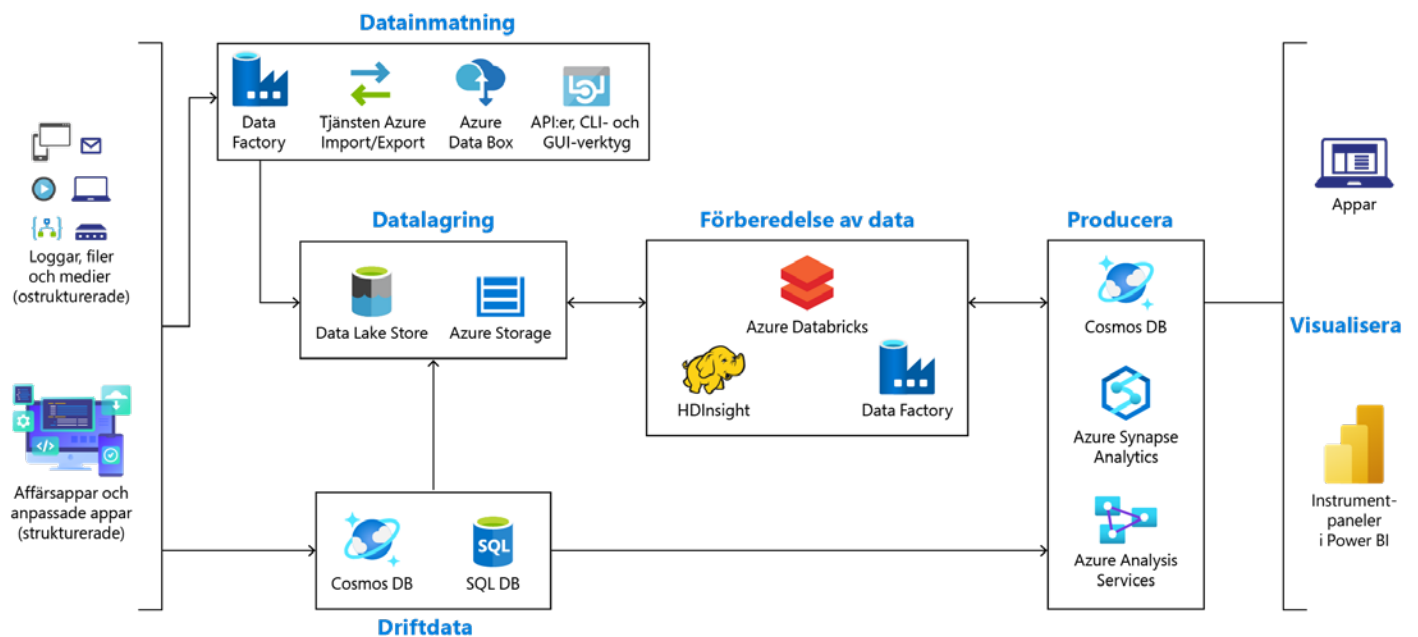 Datainmatning
Data
Factory
Tjänsten Azure
Import/Export
Azure
Data Box
API:er, CLI- och
GUI-verktyg
Loggar, filer
och medier
(ostrukturerade)
Affärsappar och
anpassade appar
(strukturerade)
Datalagring
Data Lake Store
Azure Storage
Förberedelse av data
Azure Databricks
HDInsight
Data Factory
Cosmos DB
SQL
SQL DB
Driftdata
Producera
Cosmos DB
Azure Synapse
Analytics
Azure Analysis
Services
Appar
Visualisera
Instrument-
paneler
i Power BI